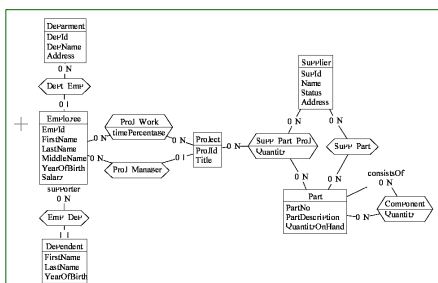 Deparment
DepId
DepName
Address
0 N
Dept Emp
0 1
Employee
EmpId
FirstName
LastName
MiddleName
YearOfBirth
Salary
supporter
0 N
Emp Dep
1 1
Dependent
FirstName
LastName
YearOfBirth
0 N
Proj Work
timePercentage
0 N
0 N
Proj Manager
0 1
Project
ProjId
Title
0 N
Supplier
SupId
Name
Status
Address
0 N
0 N
Supp Part Proj
Quantity
Supp Part
0 N
0 N
Part
PartNo
PartDescription
QuantityOnHand
consistsOf
0 N
Component
Quantity
0 N